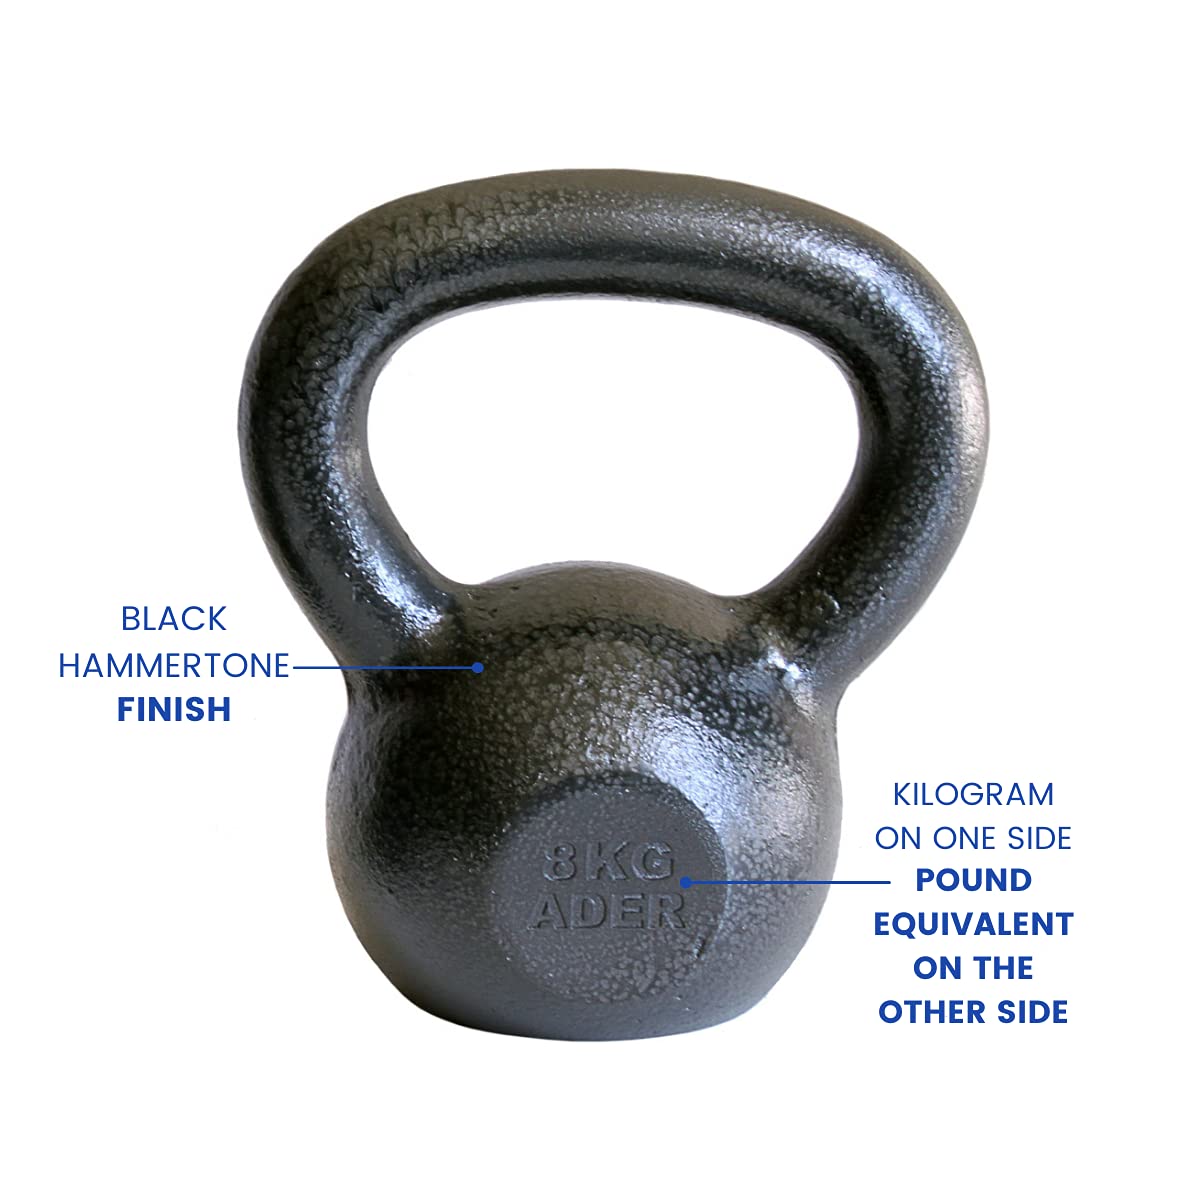 BLACK
HAMMERTONE
FINISH
8KG
ADER
KILOGRAM
ON ONE SIDE
POUND
EQUIVALENT
ON THE
OTHER SIDE